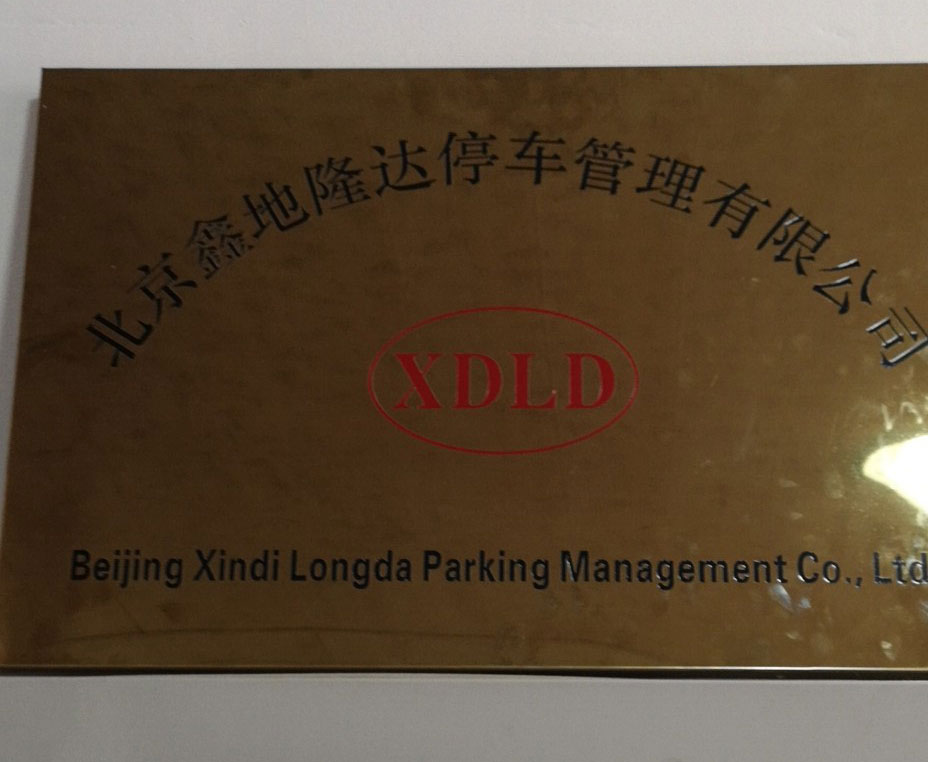 北京鑫地隆达停车管理有限公司
XDLD
Beijing Xindi Longda Parking Management Co., Ltd